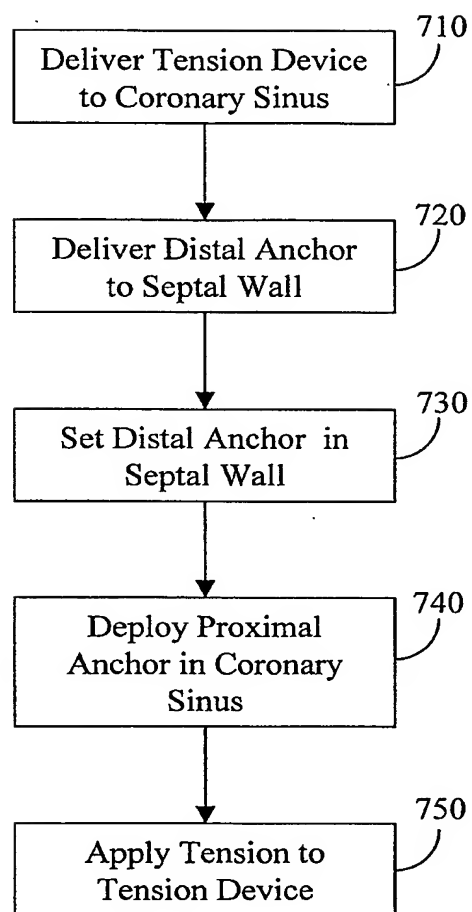 710
Deliver Tension Device
to Coronary Sinus
720
Deliver Distal Anchor
to Septal Wall
730
Set Distal Anchor in
Septal Wall
740
Deploy Proximal
Anchor in Coronary
Sinus
750
Apply Tension to
Tension Device